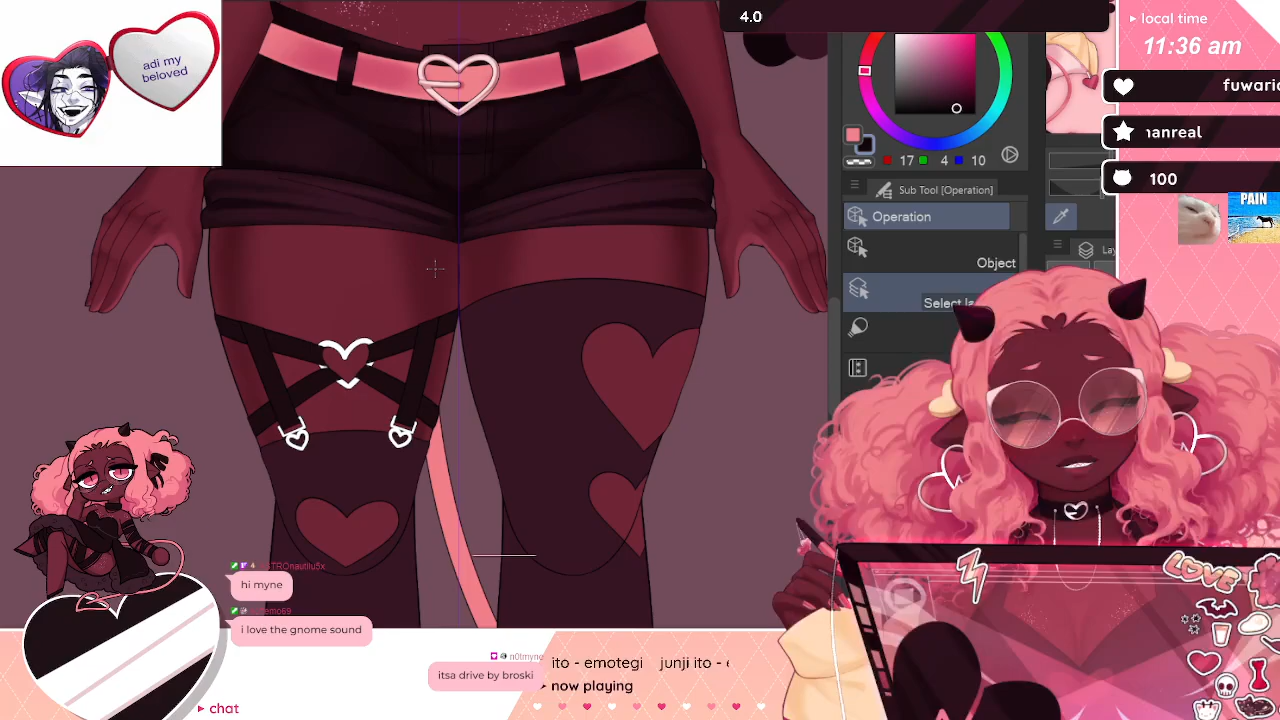 adi my
beloved
4.0
local time
11:36 am
fuwari
100
PAIN
17 4 10
Sub Tool [Operation]
Operation
Object
Select la
hi myne
i love the gnome sound
n0tmyne
itsa drive by broski
ito - emotegi junji ito -
now playing
chat
LOVE